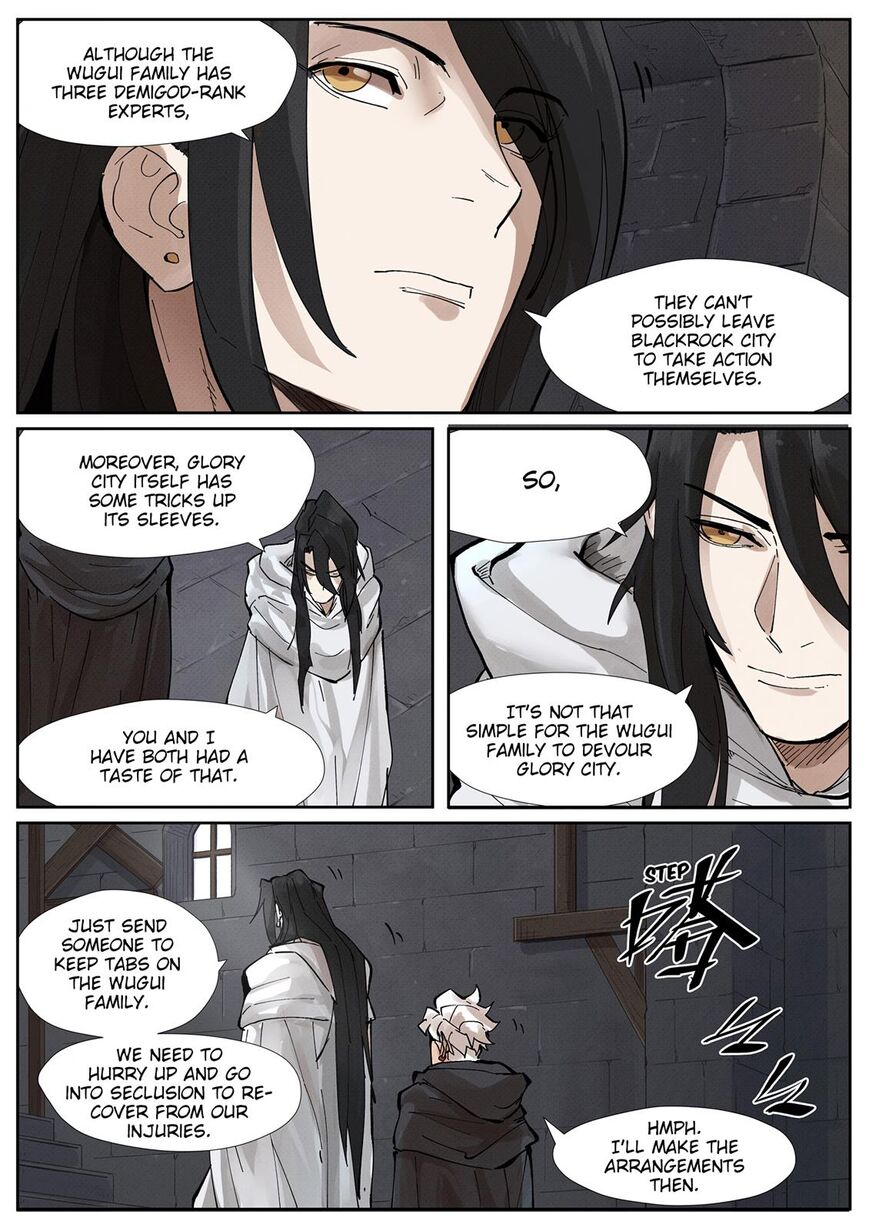 ALTHOUGH THE
WUGUI FAMILY HAS
THREE DEMIGOD-RANK
EXPERTS,
THEY CAN'T
POSSIBLY LEAVE
BLACKROCK CITY
TO TAKE ACTION
THEMSELVES.
MOREOVER, GLORY
CITY ITSELF HAS
SOME TRICKS UP
ITS SLEEVES.
YOU AND I
HAVE BOTH HAD A
TASTE OF THAT.
SO,
IT'S NOT THAT
SIMPLE FOR THE WUGUI
FAMILY TO DEVOUR
GLORY CITY.
JUST SEND
SOMEONE TO
KEEP TABS ON
THE WUGUI
FAMILY.
WE NEED TO
HURRY UP AND GO
INTO SECLUSION TO RE-
COVER FROM OUR
INJURIES.
STEP
HMPH.
I'LL MAKE THE
ARRANGEMENTS
THEN.